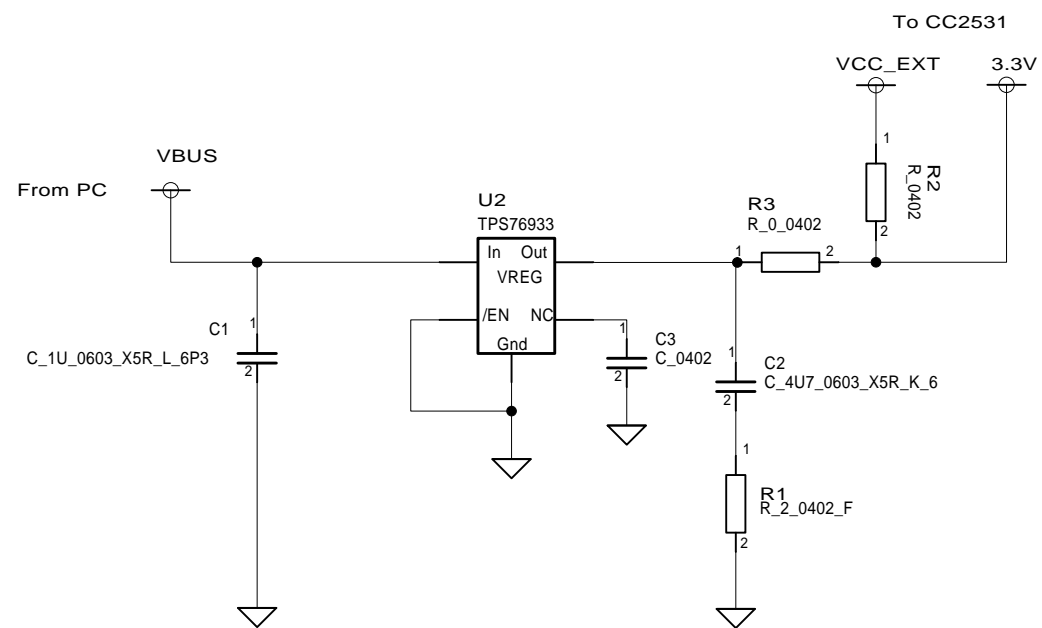 To CC2531
VCC_EXT
3.3V
VBUS
From PC
1
R2
R_0402
2
U2
TPS76933
R3
R_0_0402
1
2
In
Out
VREG
/EN
NC
Gnd
C1
1
C_1U_0603_X5R_L_6P3
2
1
C3
C_0402
2
1
C2
C_4U7_0603_X5R_K_6
2
1
R1
R_2_0402_F
2